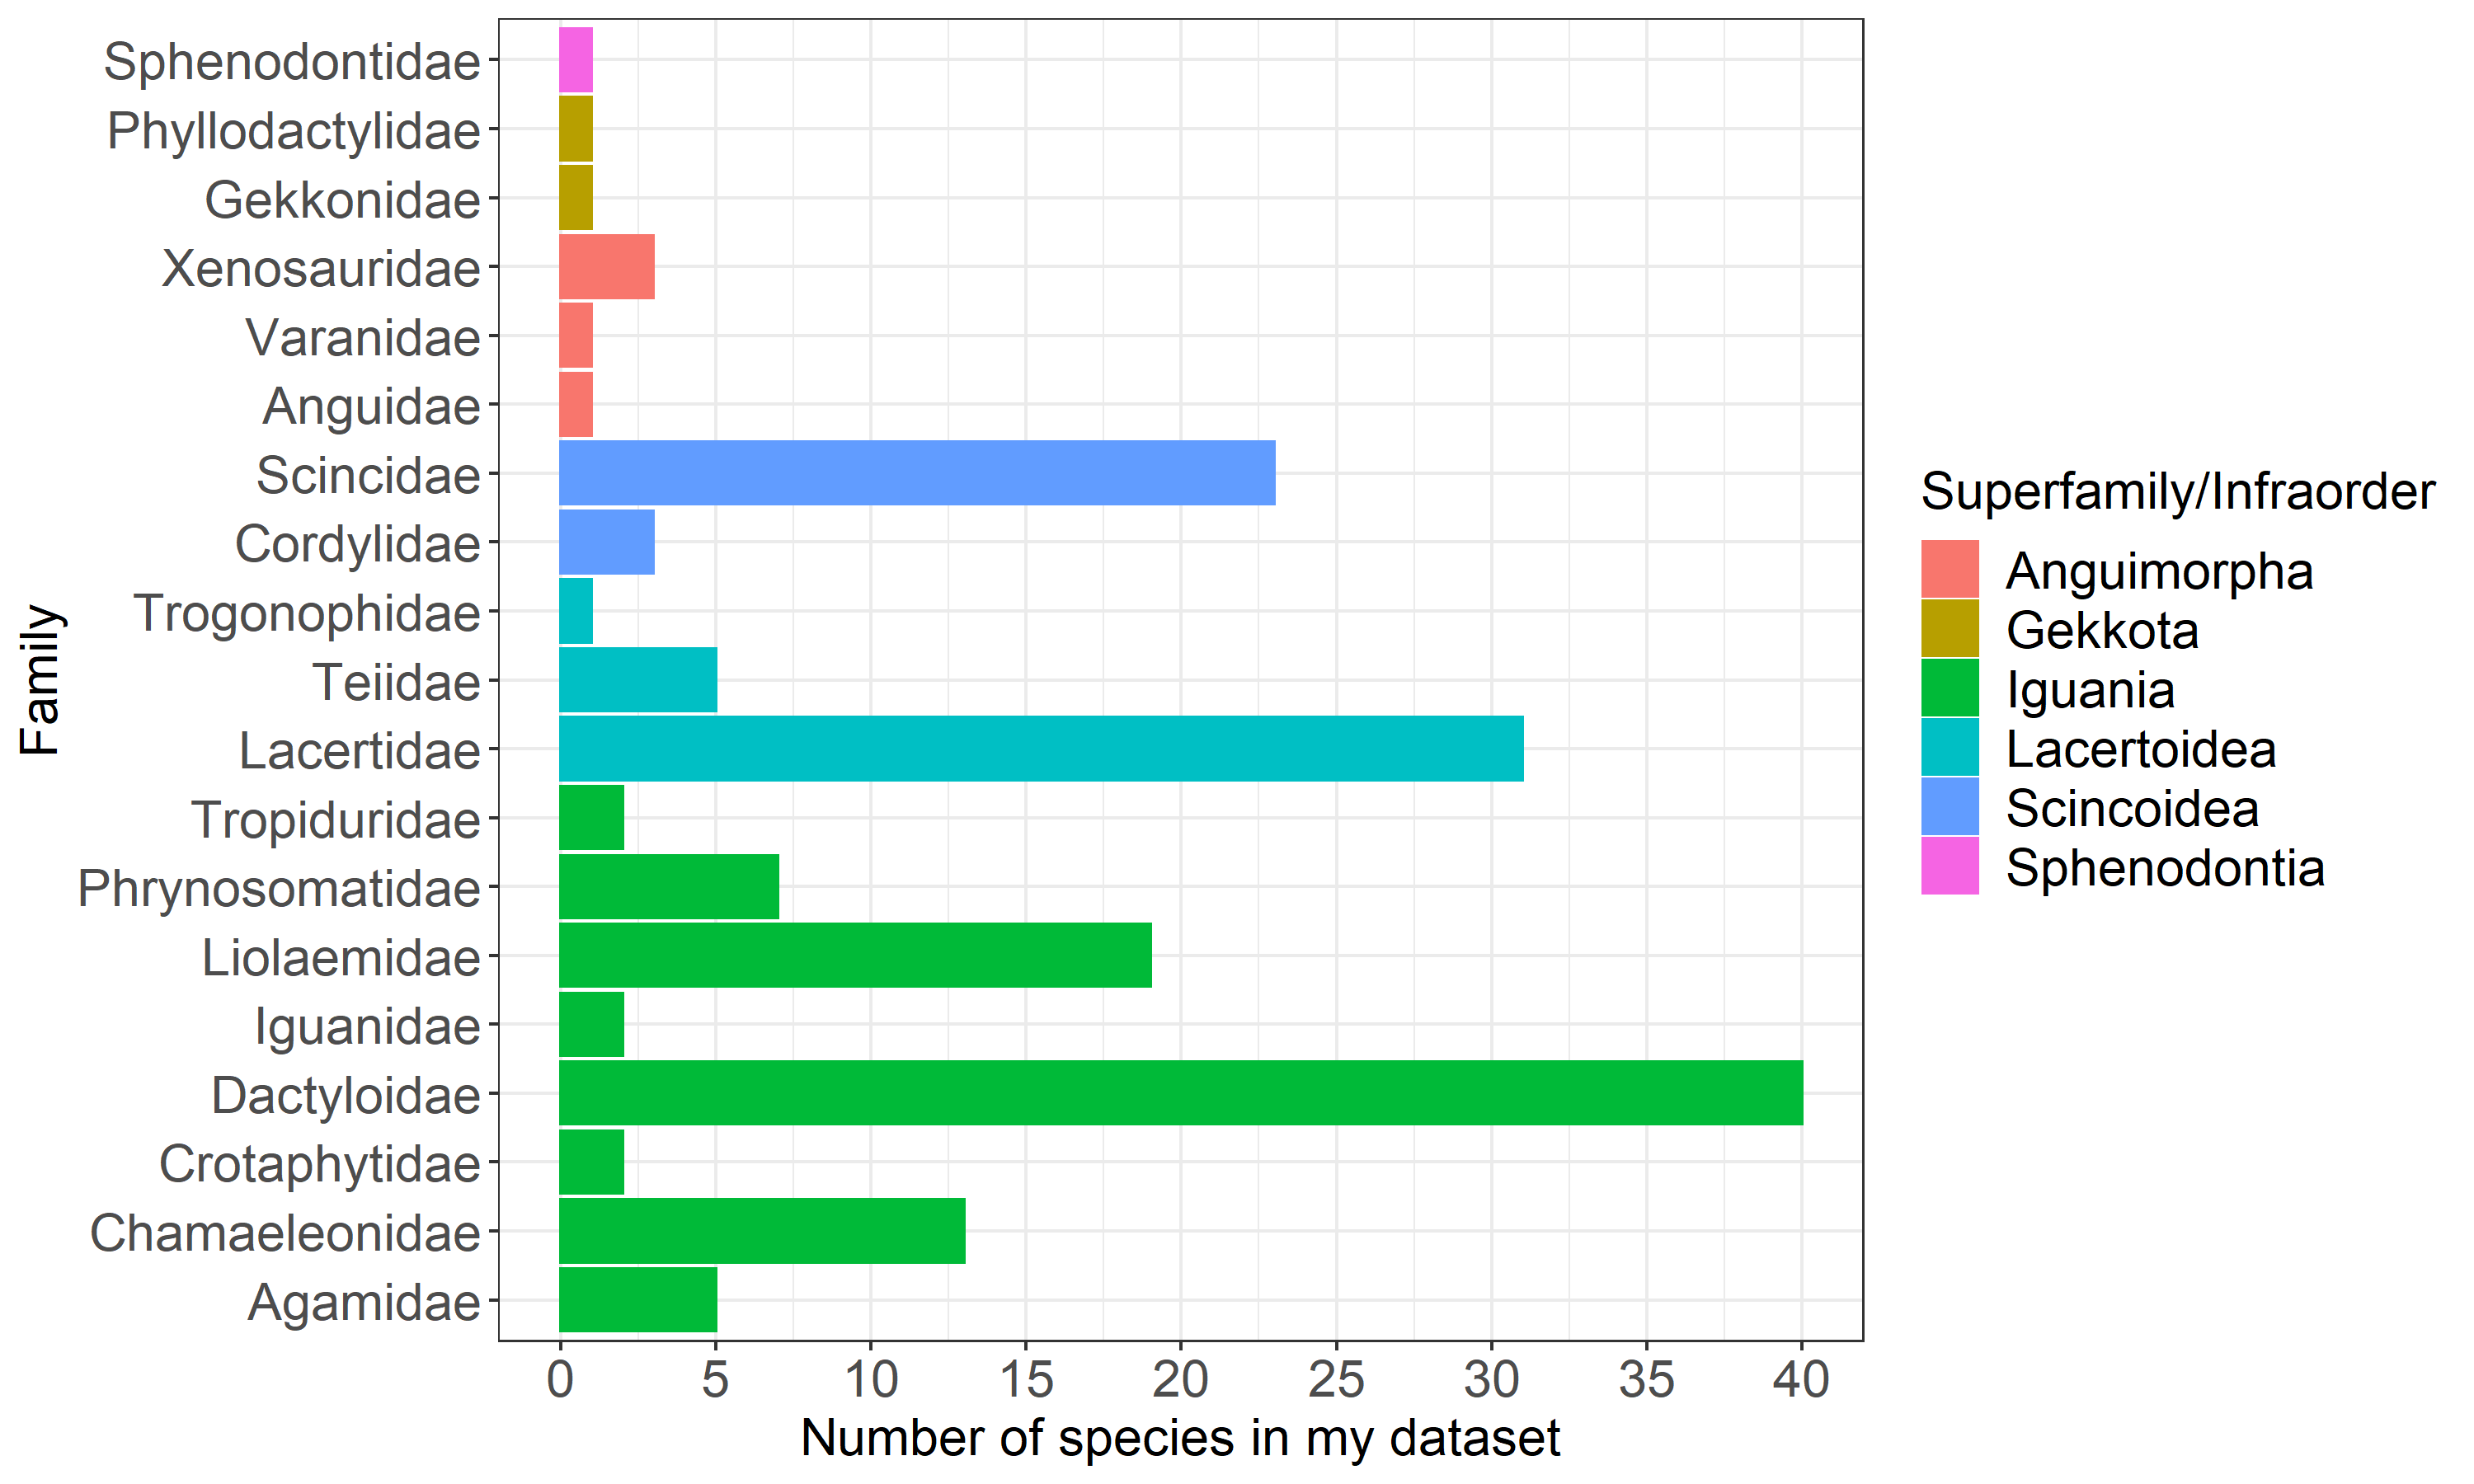 Sphenodontidae
Phyllodactylidae
Gekkonidae
Xenosauridae
Varanidae
Anguidae
Scincidae
Cordylidae
Trogonophidae
Teiidae
Lacertidae
Tropiduridae
Phrynosomatidae
Liolaemidae
Iguanidae
Dactyloidae
Crotaphytidae
Chamaeleonidae
Agamidae
Family
0 5 10 15 20 25 30 35 40
Number of species in my dataset
Superfamily/Infraorder
Anguimorpha
Gekkota
Iguania
Lacertoidea
Scincoidea
Sphenodontia